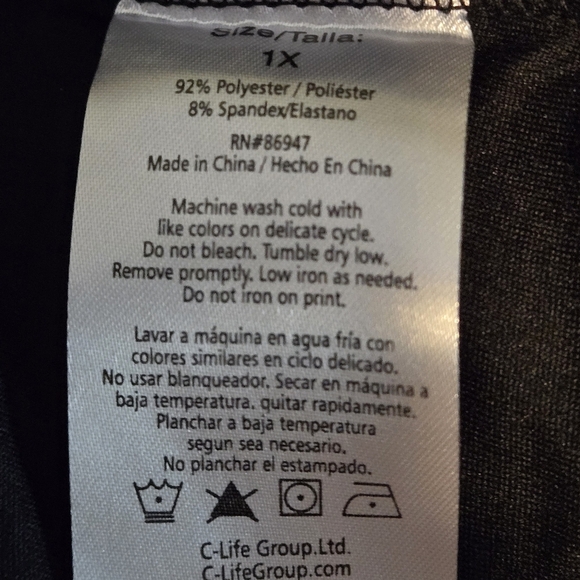 Size/Talla:
1X
92% Polyester / Poliéster
8% Spandex/Elastano
RN#86947
Made in China / Hecho En China
Machine wash cold with
like colors on delicate cycle.
Do not bleach. Tumble dry low.
Remove promptly. Low iron as needed.
Do not iron on print.
Lavar a máquina en agua fría con
colores similares en ciclo delicado.
No usar blanqueador. Secar en máquina a
baja temperatura. quitar rapidamente.
Planchar a baja temperatura
segun sea necesario.
No planchar el estampado.
C-Life Group.Ltd.
C-LifeGroup.com